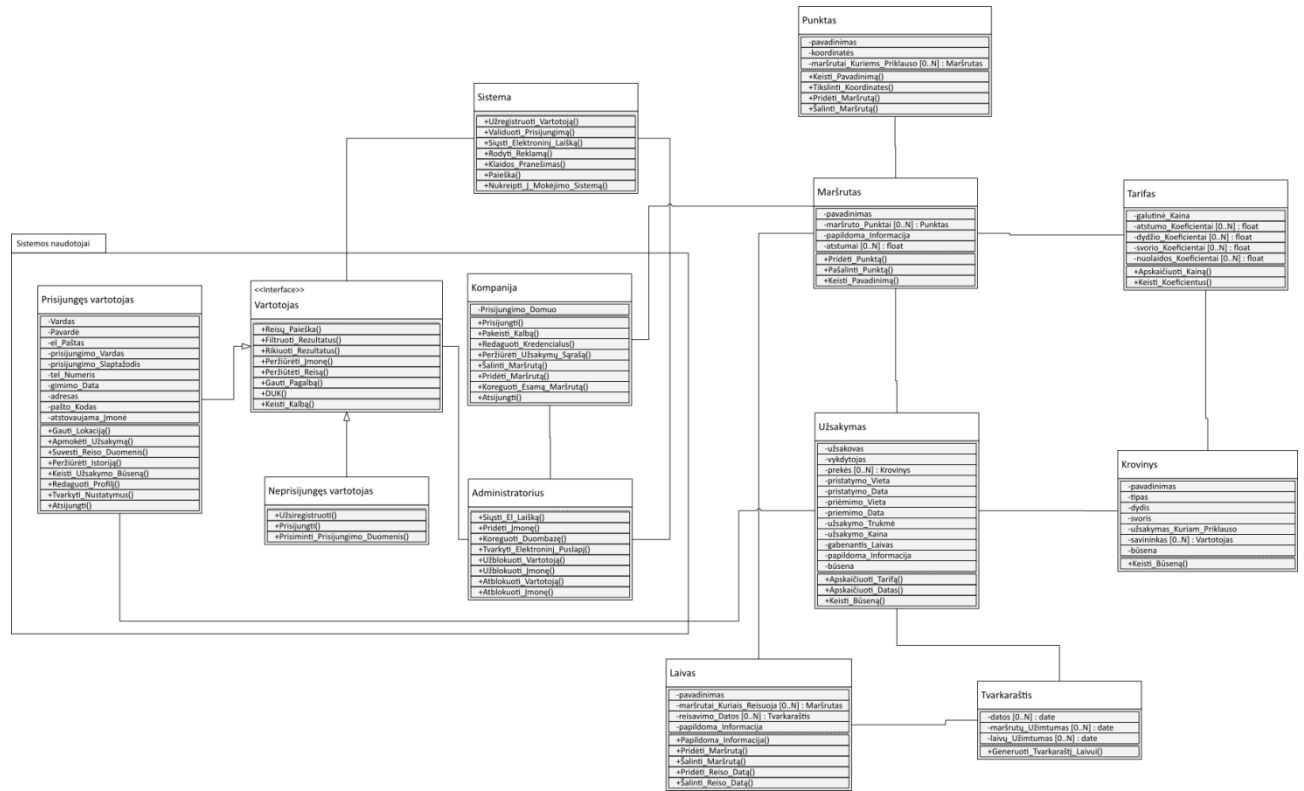 Punktas
-pavadinimas
-koordinatės
-maršrutai_Kuriems_Priklauso [0..N] : Maršrutas
+Keisti_Pavadinimą()
+Tikslinti_Koordinates()
+Pridėti_Maršrutą()
+Šalinti_Maršrutą()
Sistema
+Užregistruoti_Vartotoją()
+Validuoti_Prisijungimą()
+Siųsti_Elektroninį_Laišką()
+Rodyti_Reklamą()
+Klaidos_Pranešimas()
+Paieška()
+Nukreipti_į_Mokėjimo_Sistemą()
Maršrutas
-pavadinimas
-maršruto_Punktai [0..N] : Punktas
-papildoma_Informacija
-atstumai [0..N] : float
+Pridėti_Punktą()
+Pašalinti_Punktą()
+Keisti_Pavadinimą()
Tarifas
-galutinė_Kaina
-atstumo_Koeficientai [0..N] : float
-dydžio_Koeficientai [0..N] : float
-svorio_Koeficientai [0..N] : float
-nuolaidos_Koeficientai [0..N] : float
+Apskaičiuoti_Kainą()
+Keisti_Koeficientus()
Sistemos naudotojai
Prisijungęs vartotojas
-Vardas
-Pavardė
-el_Paštas
-prisijungimo_Vardas
-prisijungimo_Slaptažodis
-tel_Numeris
-gimimo_Data
-adresas
-pašto_Kodas
-atstovaujama_Įmonė
+Gauti_Lokaciją()
+Apmokėti_Užsakymą()
+Suvesti_Reiso_Duomenis()
+Peržiūrėti_Istoriją()
+Keisti_Užsakymo_Būseną()
+Redaguoti_Profilį()
+Tvarkyti_Nustatymus()
+Atsijungti()
<<Interface>>
Vartotojas
+Reisų_Paieška()
+Filtruoti_Rezultatus()
+Rikiuoti_Rezultatus()
+Peržiūrėti_Įmonę()
+Peržiūtėti_Reisą()
+Gauti_Pagalbą()
+DUK()
+Keisti_Kalbą()
Kompanija
-Prisijungimo_Domuo
+Prisijungti()
+Pakeisti_Kalbą()
+Redaguoti_Kredencialus()
+Peržiūrėti_Užsakymų_Sąrašą()
+Šalinti_Maršrutą()
+Pridėti_Maršrutą()
+Koreguoti_Esamą_Maršrutą()
+Atsijungti()
Neprisijungęs vartotojas
+Užsiregistruoti()
+Prisijungti()
+Prisiminti_Prisijungimo_Duomenis()
Administratorius
+Siųsti_El_Laišką()
+Pridėti_Įmonę()
+Koreguoti_Duombazę()
+Tvarkyti_Elektroninį_Puslapį()
+Užblokuoti_Vartotoją()
+Užblokuoti_Įmonę()
+Atblokuoti_Vartotoją()
+Atblokuoti_Įmonę()
Užsakymas
-užsakovas
-vykdytojas
-prekės [0..N] : Krovinys
-pristatymo_Vieta
-pristatymo_Data
-priėmimo_Vieta
-priemimo_Data
-užsakymo_Trukmė
-užsakymo_Kaina
-gabenantis_Laivas
-papildoma_Informacija
-būsena
+Apskaičiuoti_Tarifą()
+Apskaičiuoti_Datas()
+Keisti_Būseną()
Krovinys
-pavadinimas
-tipas
-dydis
-svoris
-užsakymas_Kuriam_Priklauso
-savininkas [0..N] : Vartotojas
-būsena
+Keisti_Būseną()
Laivas
-pavadinimas
-maršrutai_Kuriais_Reisuoja [0..N] : Maršrutas
-reisavimo_Datos [0..N] : Tvarkaraštis
-papildoma_Informacija
+Papildoma_Informacija()
+Pridėti_Maršrutą()
+Šalinti_Maršrutą()
+Pridėti_Reiso_Datą()
+Šalinti_Reiso_Datą()
Tvarkaraštis
-datos [0..N] : date
-maršrutų_Užimtumas [0..N] : date
-laivų_Užimtumas [0..N] : date
+Generuoti_Tvarkaraštį_Laivui()